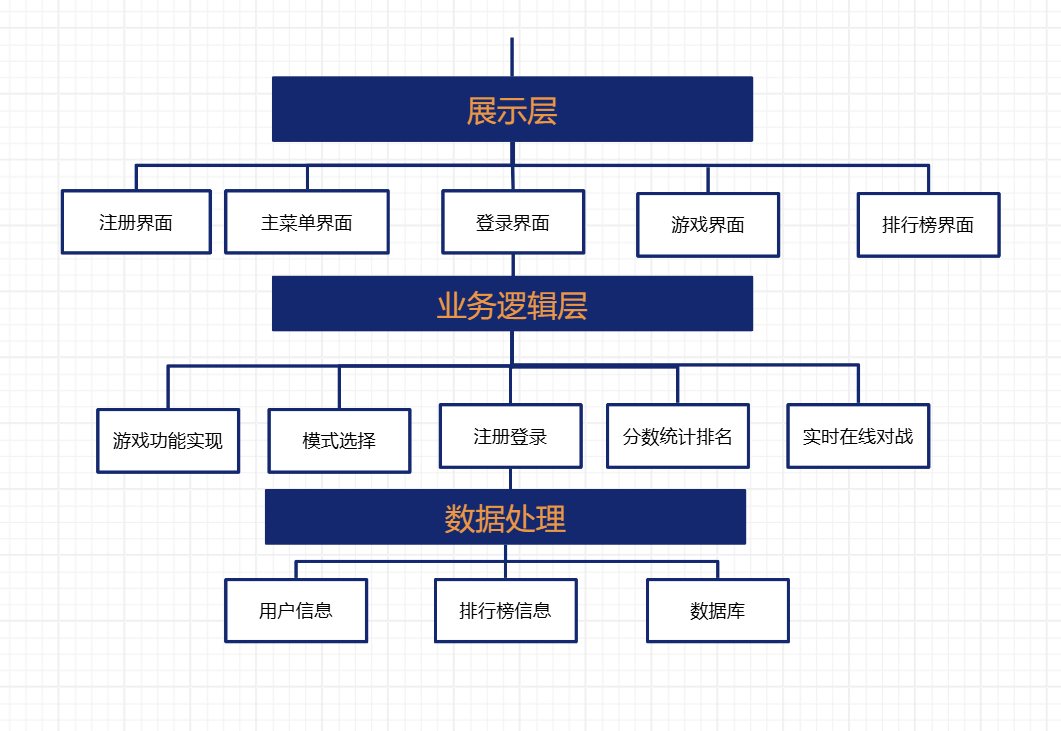 展示层
注册界面
主菜单界面
登录界面
游戏界面
排行榜界面
业务逻辑层
游戏功能实现
模式选择
注册登录
分数统计排名
实时在线对战
数据处理
用户信息
排行榜信息
数据库